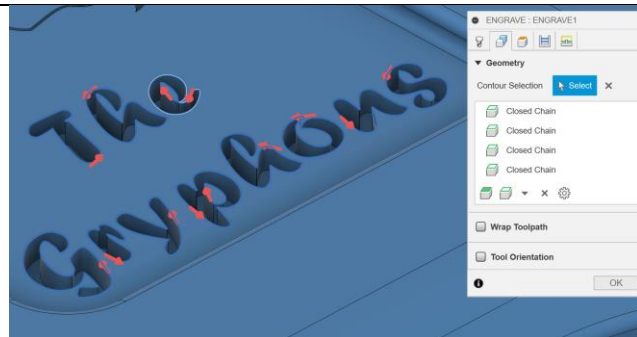 The
Gryphons
ENGRAVE : ENGRAVE1
Geometry
Contour Selection Select
Closed Chain
Closed Chain
Closed Chain
Closed Chain
Wrap Toolpath
Tool Orientation
OK